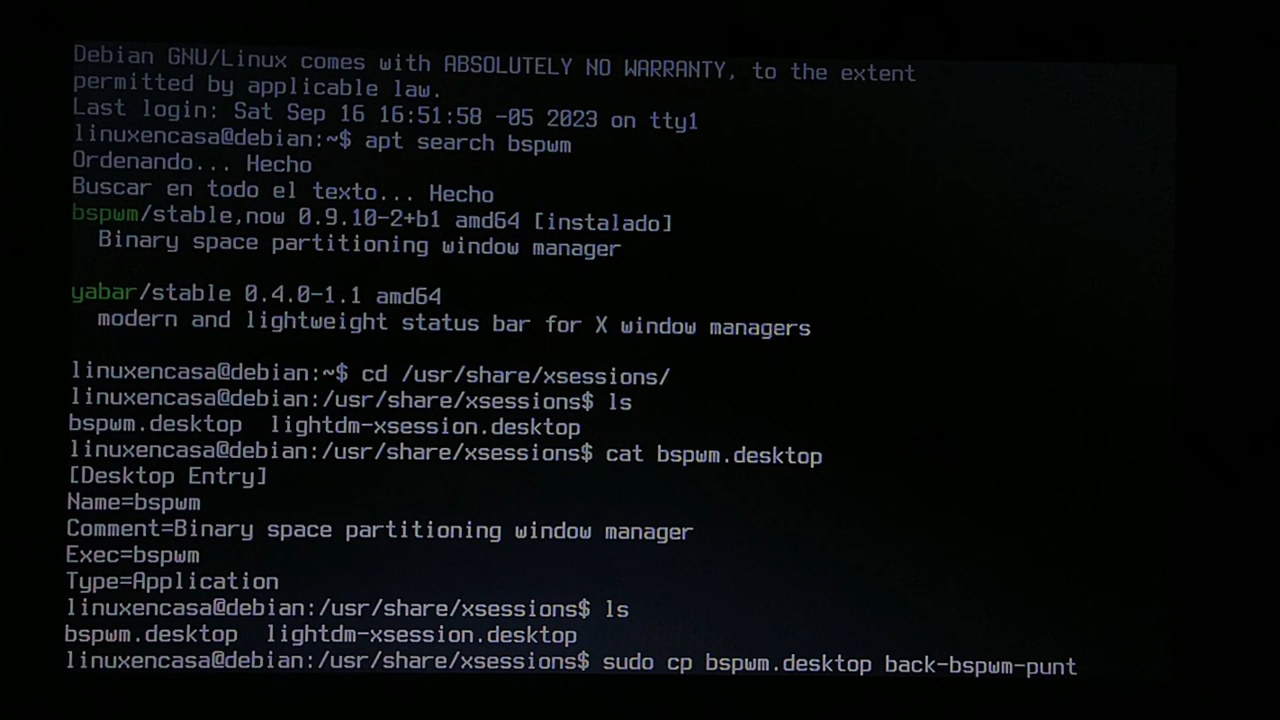 Debian GNU/Linux comes with ABSOLUTELY NO WARRANTY, to the extent
permitted by applicable law.
Last login: Sat Sep 16 16:51:58 -05 2023 on tty1
linuxencasa@debian:~$ apt search bspwm
Ordenando... Hecho
Buscar en todo el texto... Hecho
bspwm/stable,now 0.9.10-2+b1 amd64 [instalado]
  Binary space partitioning window manager

yabar/stable 0.4.0-1.1 amd64
  modern and lightweight status bar for X window managers

linuxencasa@debian:~$ cd /usr/share/xsessions/
linuxencasa@debian:/usr/share/xsessions$ ls
bspwm.desktop  lightdm-xsession.desktop
linuxencasa@debian:/usr/share/xsessions$ cat bspwm.desktop
[Desktop Entry]
Name=bspwm
Comment=Binary space partitioning window manager
Exec=bspwm
Type=Application
linuxencasa@debian:/usr/share/xsessions$ ls
bspwm.desktop  lightdm-xsession.desktop
linuxencasa@debian:/usr/share/xsessions$ sudo cp bspwm.desktop back-bspwm-punt